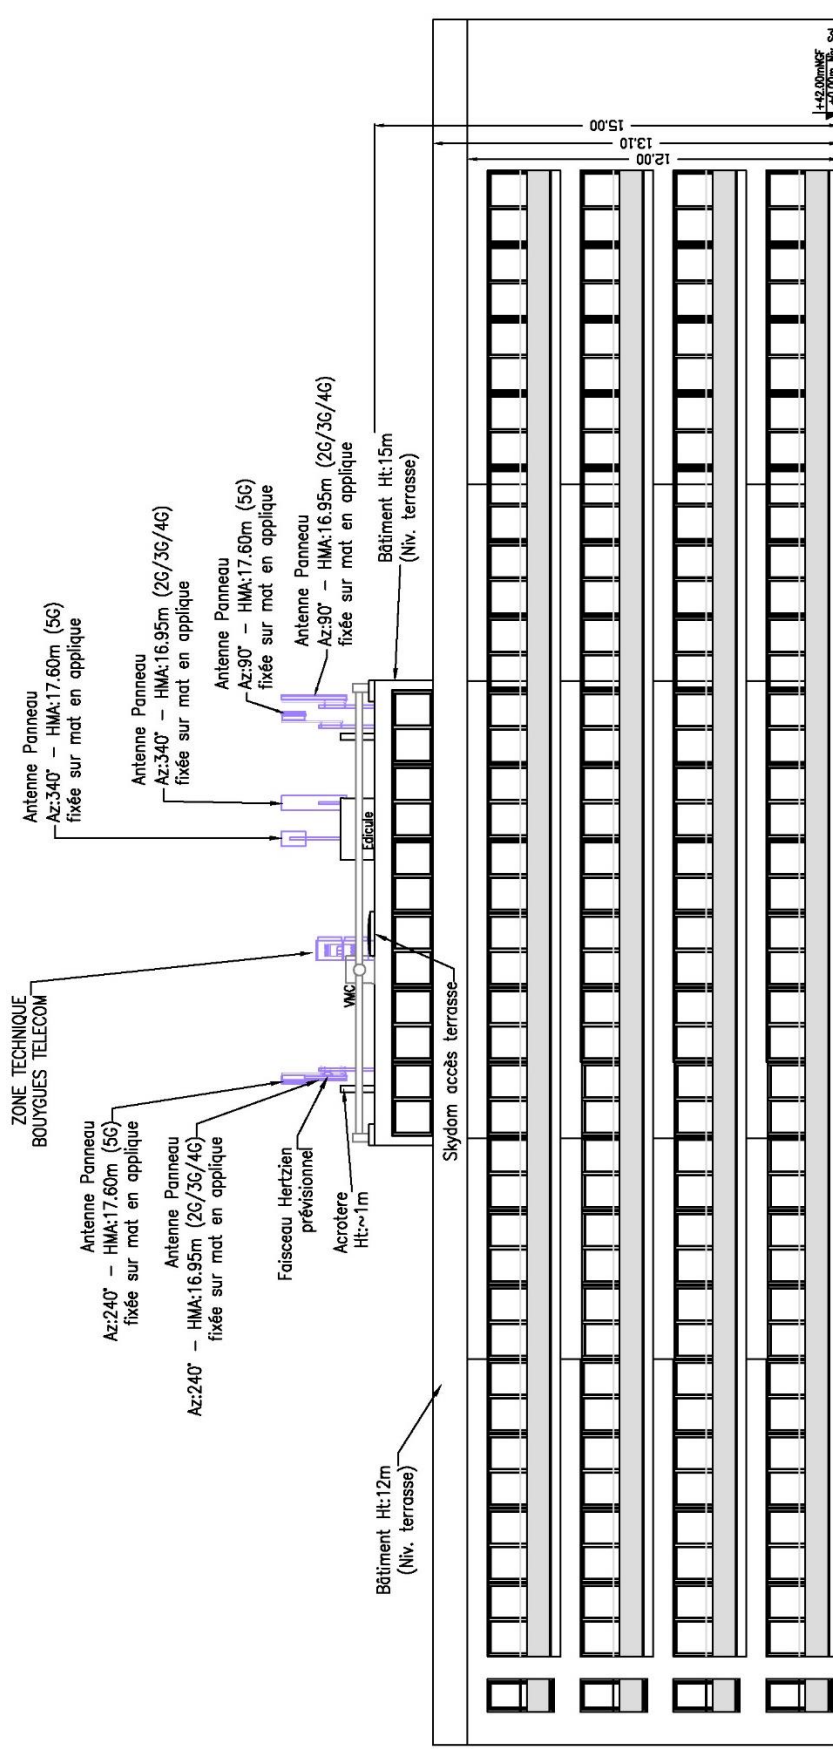 ZONE TECHNIQUE
BOUYGUES TELECOM
Antenne Panneau
Az:240° – HMA:17.60m (5G)
fixée sur mat en applique
Antenne Panneau
Az:240° – HMA:16.95m (2G/3G/4G)
fixée sur mat en applique
Faisceau Hertzien
prévisionnel
Acrotere
Ht:~1m
Antenne Panneau
Az:340° – HMA:17.60m (5G)
fixée sur mat en applique
Antenne Panneau
Az:340° – HMA:16.95m (2G/3G/4G)
fixée sur mat en applique
Antenne Panneau
Az:90° – HMA:17.60m (5G)
fixée sur mat en applique
Antenne Panneau
Az:90° – HMA:16.95m (2G/3G/4G)
fixée sur mat en applique
VMC
Edicule
Bâtiment Ht:12m
(Niv. terrasse)
Skydom accès terrasse
Bâtiment Ht:15m
(Niv. terrasse)
15.00
13.10
12.00
+42.00mNGF
±0.00m Niv. Sol